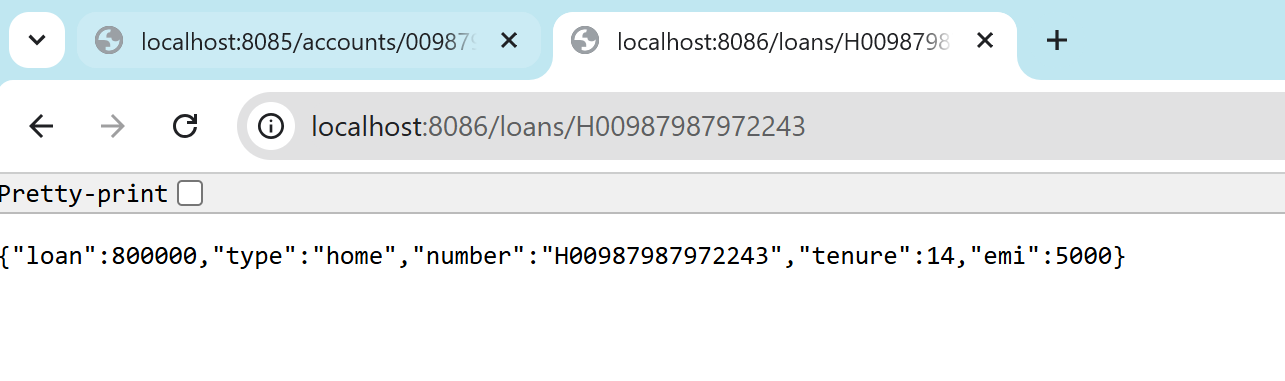 localhost:8085/accounts/00987
localhost:8086/loans/H0098798
localhost:8086/loans/H00987987972243
Pretty-print
{"loan":800000,"type":"home","number":"H00987987972243","tenure":14,"emi":5000}